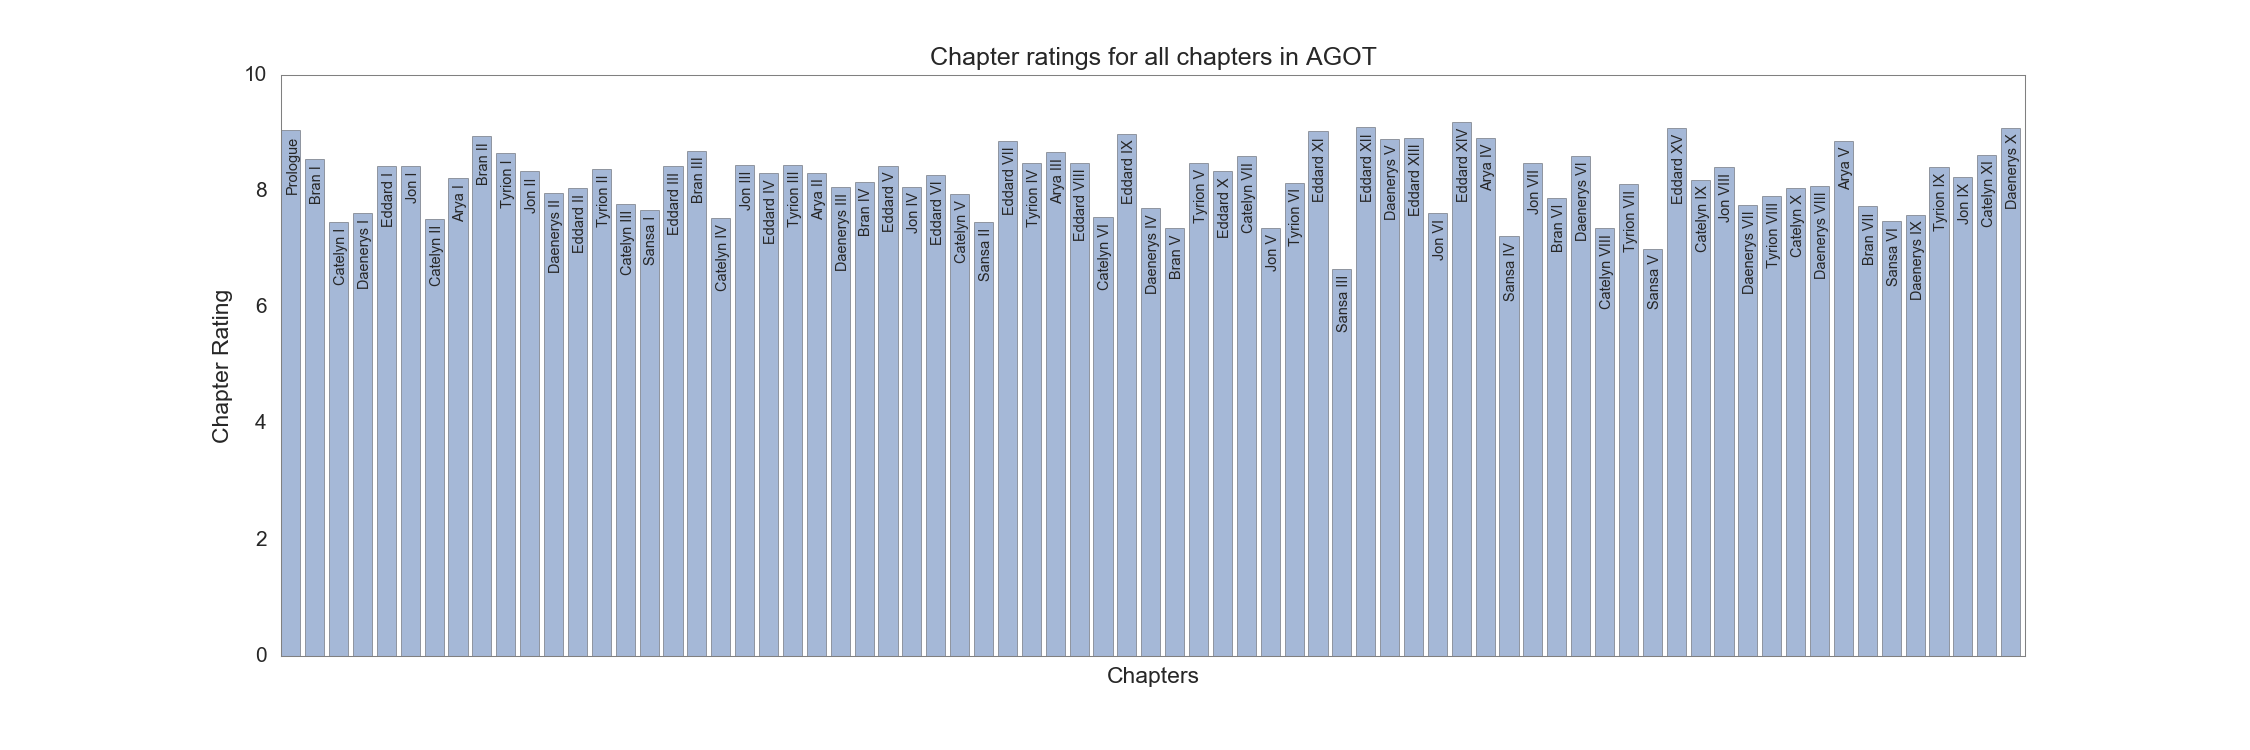 Chapter ratings for all chapters in AGOT
10
8
6
4
2
0
Chapter Rating
Prologue
Bran I
Catelyn I
Daenerys I
Eddard I
Jon I
Catelyn II
Arya I
Bran II
Tyrion I
Jon II
Daenerys II
Eddard II
Tyrion II
Catelyn III
Sansa I
Eddard III
Bran III
Catelyn IV
Jon III
Eddard IV
Tyrion III
Arya II
Daenerys III
Bran IV
Eddard V
Jon IV
Eddard VI
Catelyn V
Sansa II
Eddard VII
Tyrion IV
Arya III
Eddard VIII
Catelyn VI
Eddard IX
Daenerys IV
Bran V
Tyrion V
Eddard X
Catelyn VII
Jon V
Tyrion VI
Eddard XI
Sansa III
Eddard XII
Daenerys V
Eddard XIII
Jon VI
Eddard XIV
Arya IV
Sansa IV
Jon VII
Bran VI
Daenerys VI
Catelyn VIII
Tyrion VII
Sansa V
Eddard XV
Catelyn IX
Jon VIII
Daenerys VII
Tyrion VIII
Catelyn X
Daenerys VIII
Arya V
Bran VII
Sansa VI
Daenerys IX
Tyrion IX
Jon IX
Catelyn XI
Daenerys X
Chapters